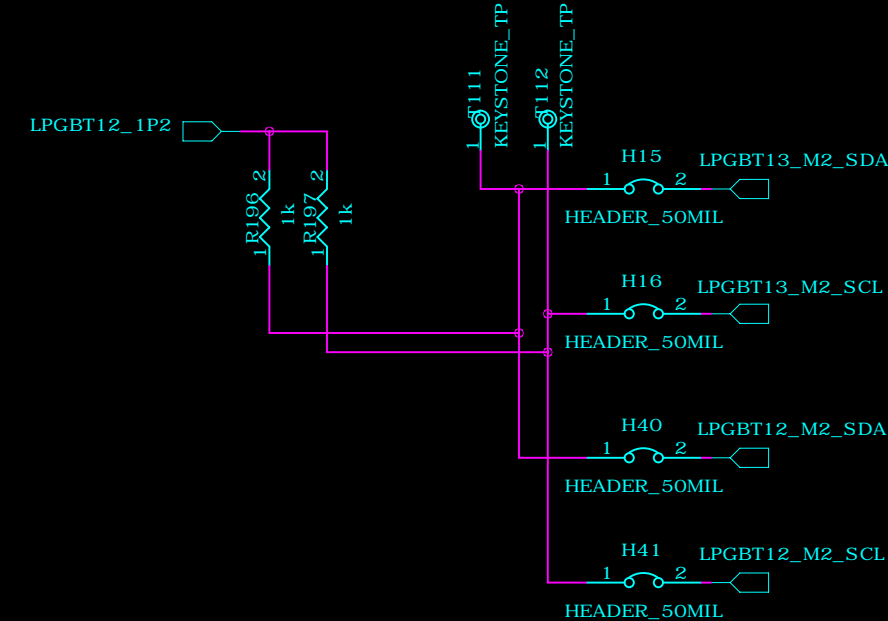 T111
KEYSTONE_TP
1
T112
KEYSTONE_TP
1
LPGBT12_1P2
R196
1k
2
1
R197
1k
2
1
H15
LPGBT13_M2_SDA
1
2
HEADER_50MIL
H16
LPGBT13_M2_SCL
1
2
HEADER_50MIL
H40
LPGBT12_M2_SDA
1
2
HEADER_50MIL
H41
LPGBT12_M2_SCL
1
2
HEADER_50MIL